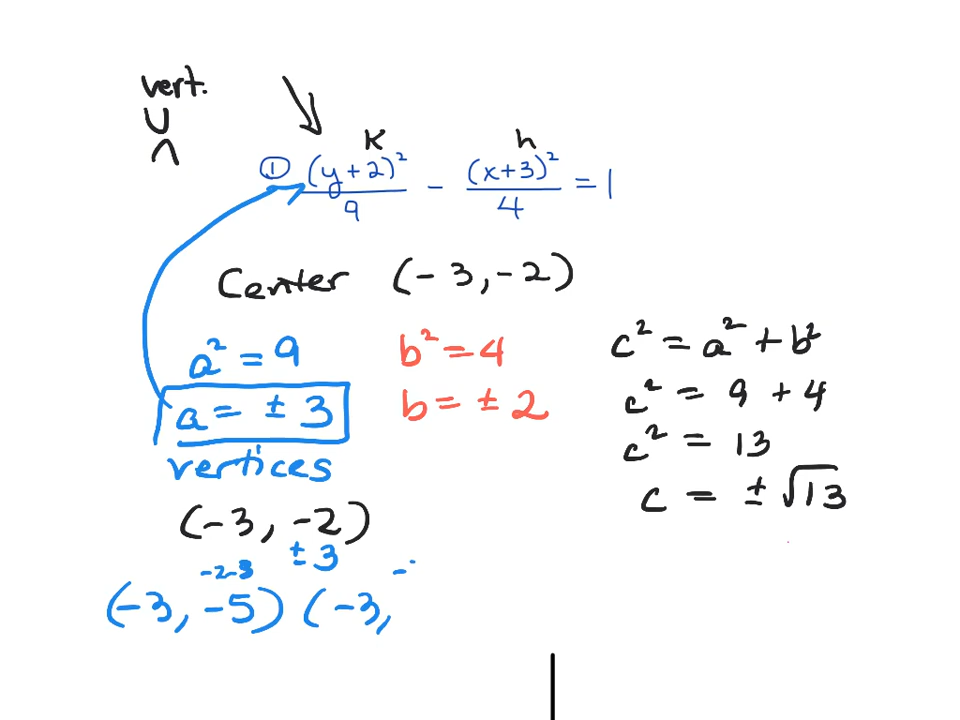 vert.
K h
① (y+2)²/9 - (x+3)²/4 = 1
Center (-3, -2)
a² = 9
a = ± 3
vertices
(-3, -2)
± 3
-2-3
(-3, -5) (-3,
b² = 4
b = ± 2
c² = a² + b²
c² = 9 + 4
c² = 13
c = ± √13